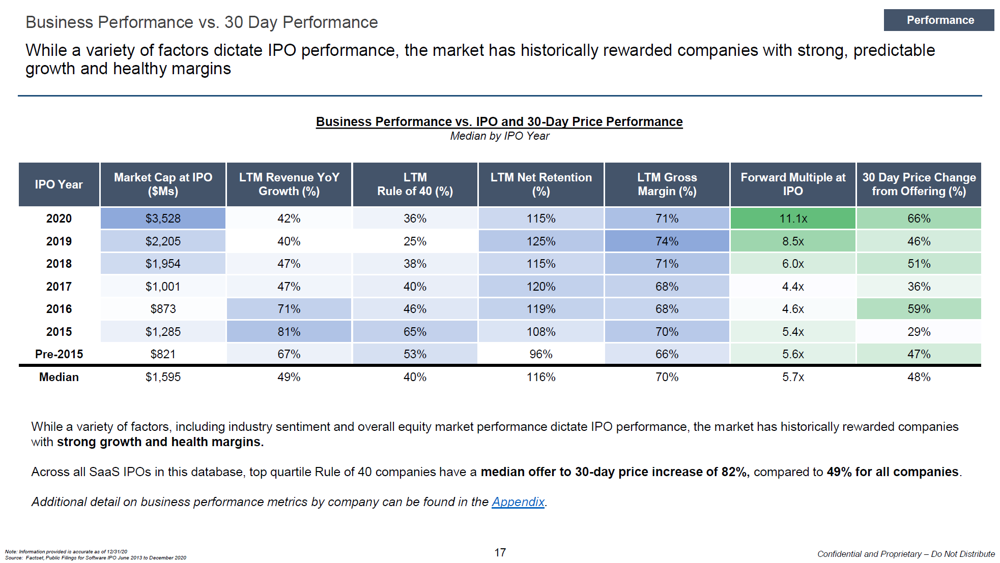 Business Performance vs. 30 Day Performance
Performance
While a variety of factors dictate IPO performance, the market has historically rewarded companies with strong, predictable
growth and healthy margins
Business Performance vs. IPO and 30-Day Price Performance
Median by IPO Year
IPO Year Market Cap at IPO ($Ms) LTM Revenue YoY Growth (%) LTM Rule of 40 (%) LTM Net Retention (%) LTM Gross Margin (%) Forward Multiple at IPO 30 Day Price Change from Offering (%)
2020 $3,528 42% 36% 115% 71% 11.1x 66%
2019 $2,205 40% 25% 125% 74% 8.5x 46%
2018 $1,954 47% 38% 115% 71% 6.0x 51%
2017 $1,001 47% 40% 120% 68% 4.4x 36%
2016 $873 71% 46% 119% 68% 4.6x 59%
2015 $1,285 81% 65% 108% 70% 5.4x 29%
Pre-2015 $821 67% 53% 96% 66% 5.6x 47%
Median $1,595 49% 40% 116% 70% 5.7x 48%
While a variety of factors, including industry sentiment and overall equity market performance dictate IPO performance, the market has historically rewarded companies
with strong growth and health margins.
Across all SaaS IPOs in this database, top quartile Rule of 40 companies have a median offer to 30-day price increase of 82%, compared to 49% for all companies.
Additional detail on business performance metrics by company can be found in the Appendix.
Note: Information provided is accurate as of 12/31/20
Source: Factset, Public Filings for Software IPO June 2013 to December 2020
17
Confidential and Proprietary – Do Not Distribute